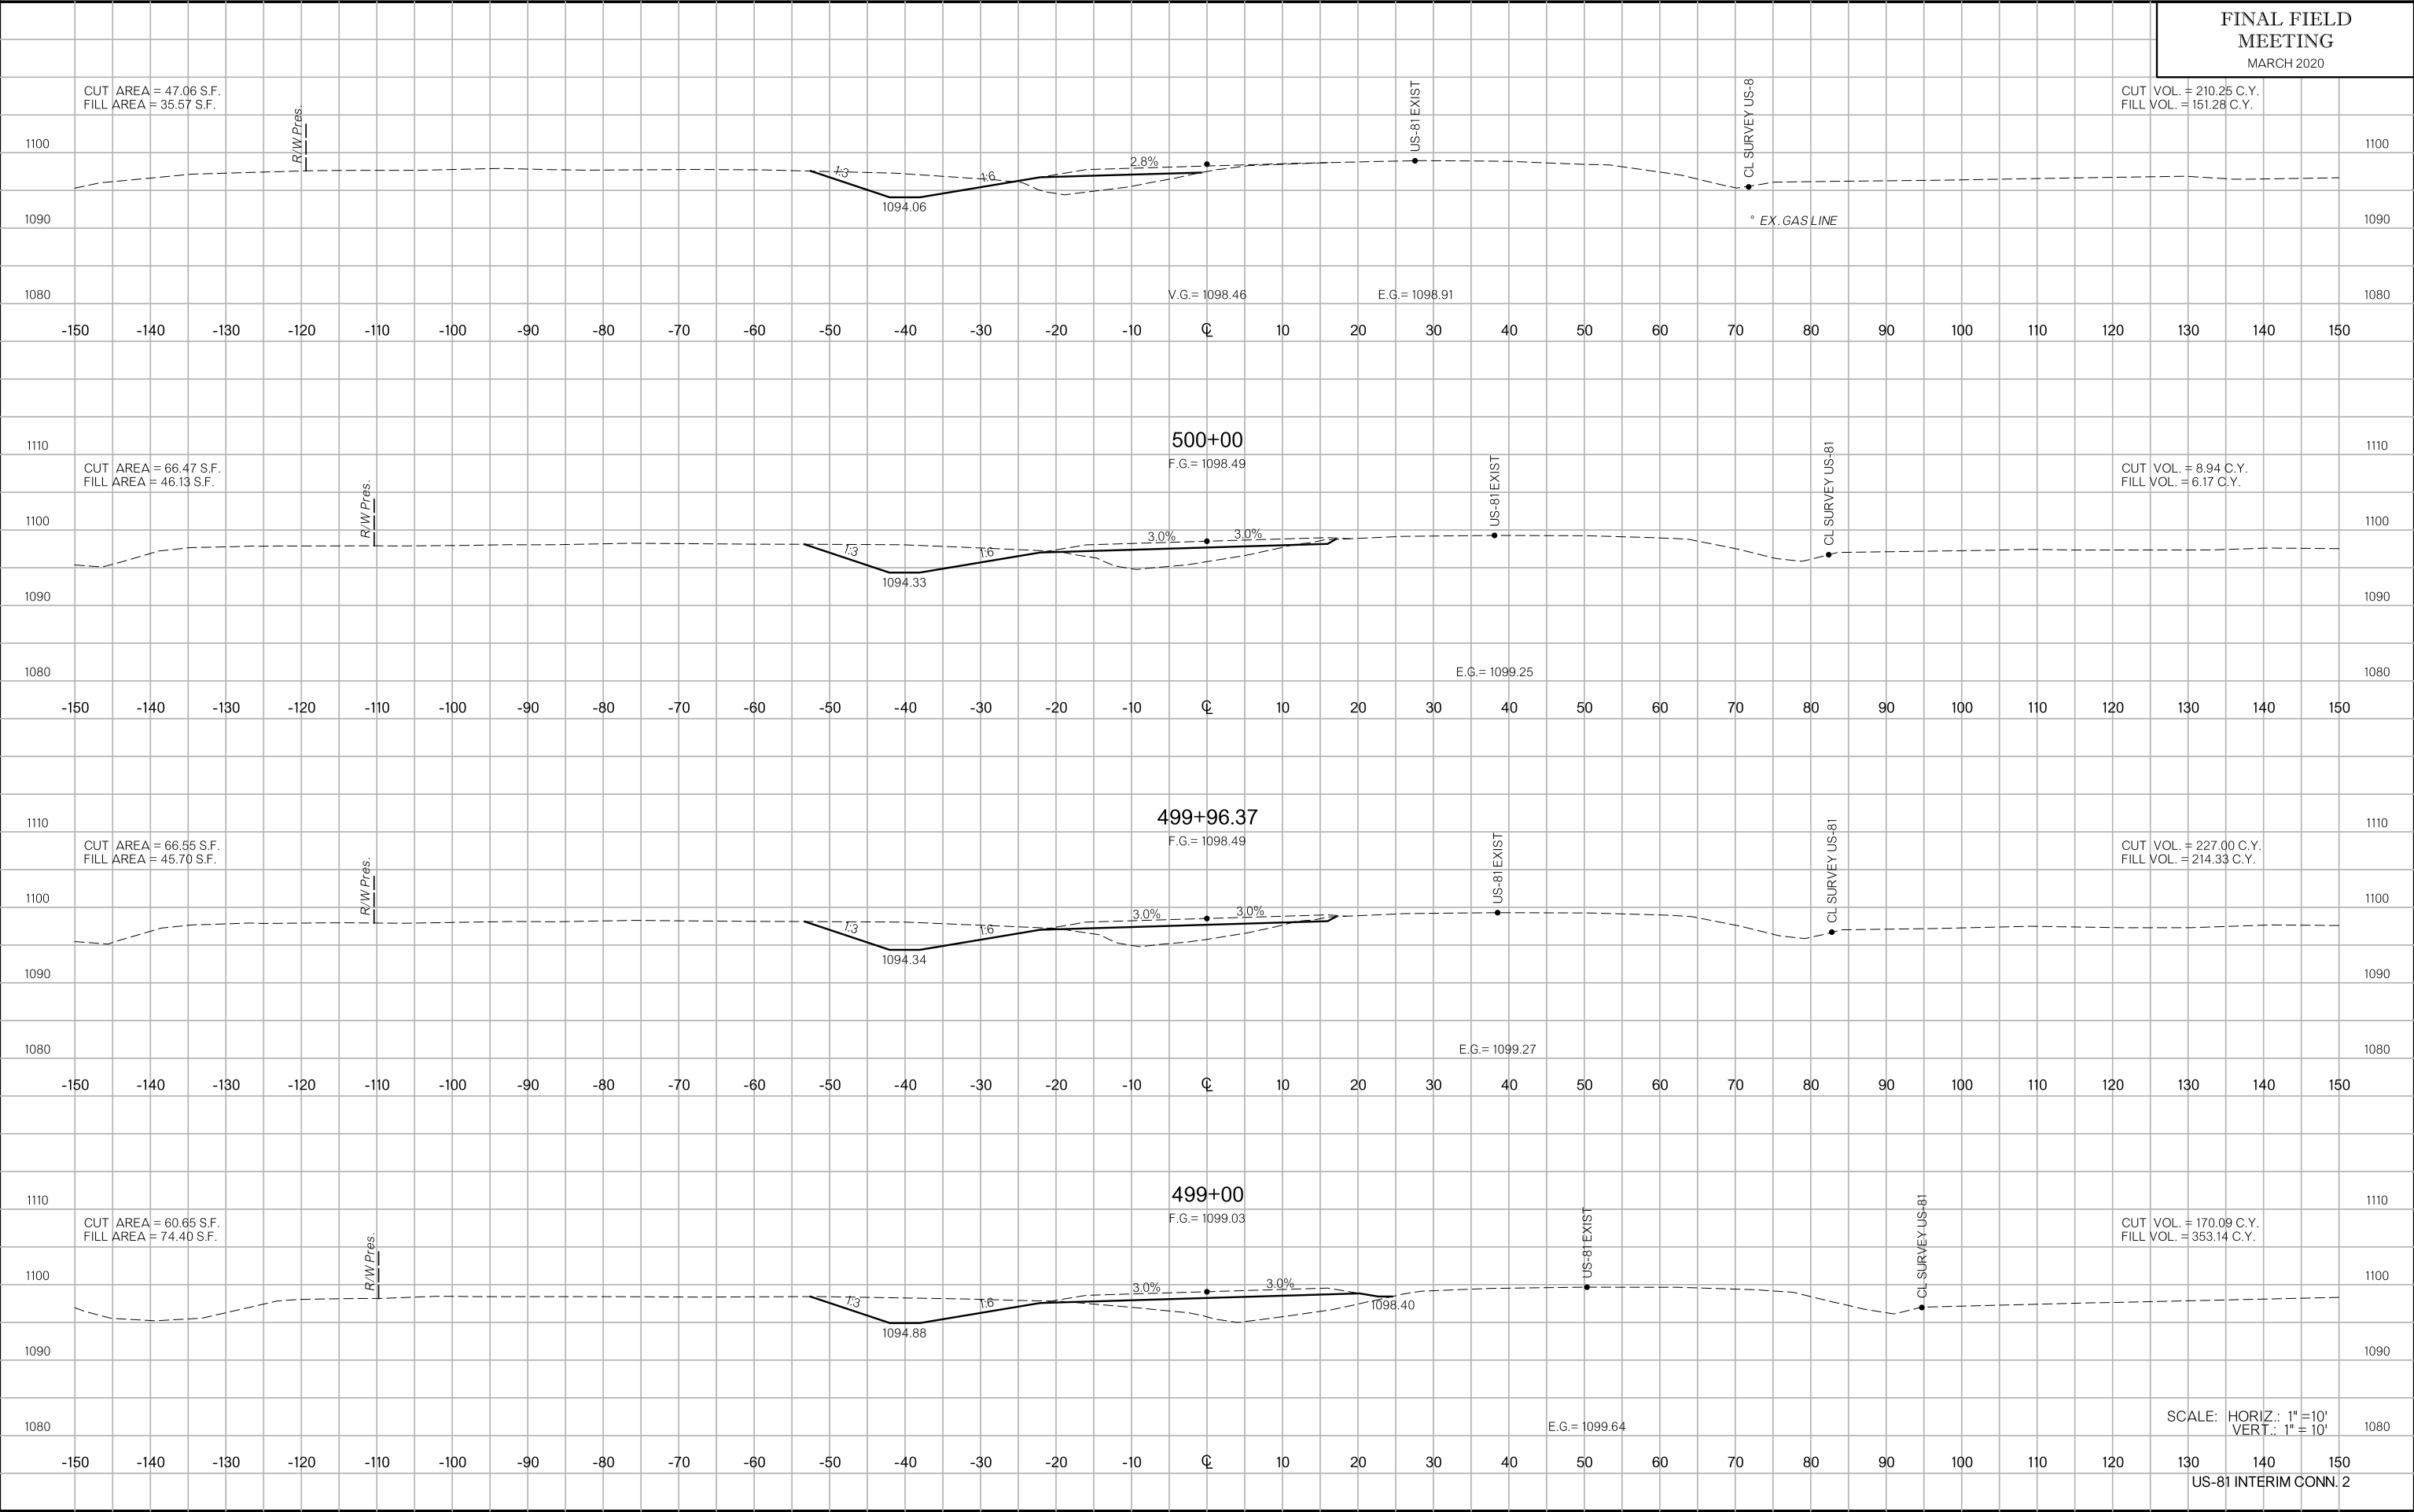 FINAL FIELD
MEETING
MARCH 2020
CUT AREA = 47.06 S.F.
FILL AREA = 35.57 S.F.
R/W Pres.
US-81 EXIST
CL SURVEY US-8
CUT VOL. = 210.25 C.Y.
FILL VOL. = 151.28 C.Y.
1100 1100
1:3 1:6 2.8%
1094.06
1090 ° EX. GAS LINE 1090
1080 V.G.= 1098.46 E.G.= 1098.91 1080
-150 -140 -130 -120 -110 -100 -90 -80 -70 -60 -50 -40 -30 -20 -10 ℄ 10 20 30 40 50 60 70 80 90 100 110 120 130 140 150
500+00
1110 1110
F.G.= 1098.49
CUT AREA = 66.47 S.F.
FILL AREA = 46.13 S.F.
R/W Pres.
US-81 EXIST
CL SURVEY US-81
CUT VOL. = 8.94 C.Y.
FILL VOL. = 6.17 C.Y.
1100 1100
1:3 1:6 3.0% 3.0%
1094.33
1090 1090
1080 E.G.= 1099.25 1080
-150 -140 -130 -120 -110 -100 -90 -80 -70 -60 -50 -40 -30 -20 -10 ℄ 10 20 30 40 50 60 70 80 90 100 110 120 130 140 150
499+96.37
1110 1110
F.G.= 1098.49
CUT AREA = 66.55 S.F.
FILL AREA = 45.70 S.F.
R/W Pres.
US-81 EXIST
CL SURVEY US-81
CUT VOL. = 227.00 C.Y.
FILL VOL. = 214.33 C.Y.
1100 1100
1:3 1:6 3.0% 3.0%
1094.34
1090 1090
1080 E.G.= 1099.27 1080
-150 -140 -130 -120 -110 -100 -90 -80 -70 -60 -50 -40 -30 -20 -10 ℄ 10 20 30 40 50 60 70 80 90 100 110 120 130 140 150
499+00
1110 1110
F.G.= 1099.03
CUT AREA = 60.65 S.F.
FILL AREA = 74.40 S.F.
R/W Pres.
US-81 EXIST
CL SURVEY US-81
CUT VOL. = 170.09 C.Y.
FILL VOL. = 353.14 C.Y.
1100 1100
1:3 1:6 3.0% 3.0%
1098.40
1094.88
1090 1090
SCALE: HORIZ.: 1" =10'
VERT.: 1" = 10'
1080 E.G.= 1099.64 1080
-150 -140 -130 -120 -110 -100 -90 -80 -70 -60 -50 -40 -30 -20 -10 ℄ 10 20 30 40 50 60 70 80 90 100 110 120 130 140 150
US-81 INTERIM CONN. 2